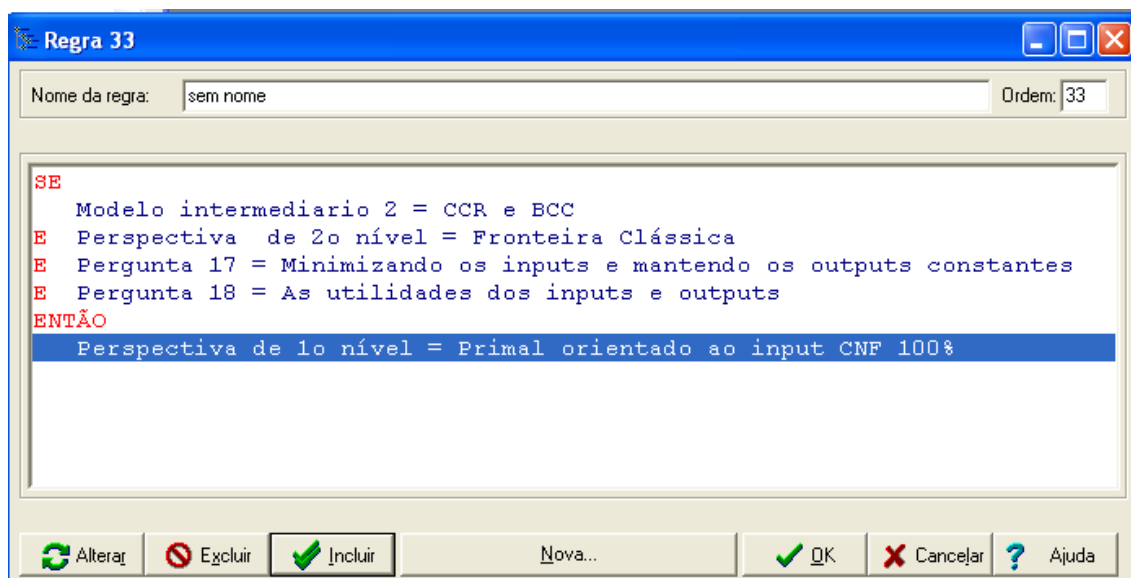 Regra 33
Nome da regra: sem nome Ordem: 33
SE
Modelo intermediario 2 = CCR e BCC
E Perspectiva de 2o nível = Fronteira Clássica
E Pergunta 17 = Minimizando os inputs e mantendo os outputs constantes
E Pergunta 18 = As utilidades dos inputs e outputs
ENTÃO
Perspectiva de 1o nível = Primal orientado ao input CNF 100%
Alterar Excluir Incluir Nova... OK Cancelar Ajuda